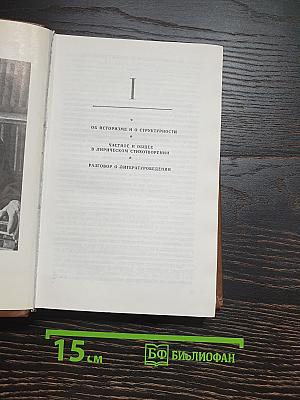 I
ОБ ИСТОРИЗМЕ И О СТРУКТУРНОСТИ
ЧАСТНОЕ И ОБЩЕЕ
В ЛИРИЧЕСКОМ СТИХОТВОРЕНИИ
РАЗГОВОР О ЛИТЕРАТУРОВЕДЕНИИ
15 см
БФ БИБЛИОФАН